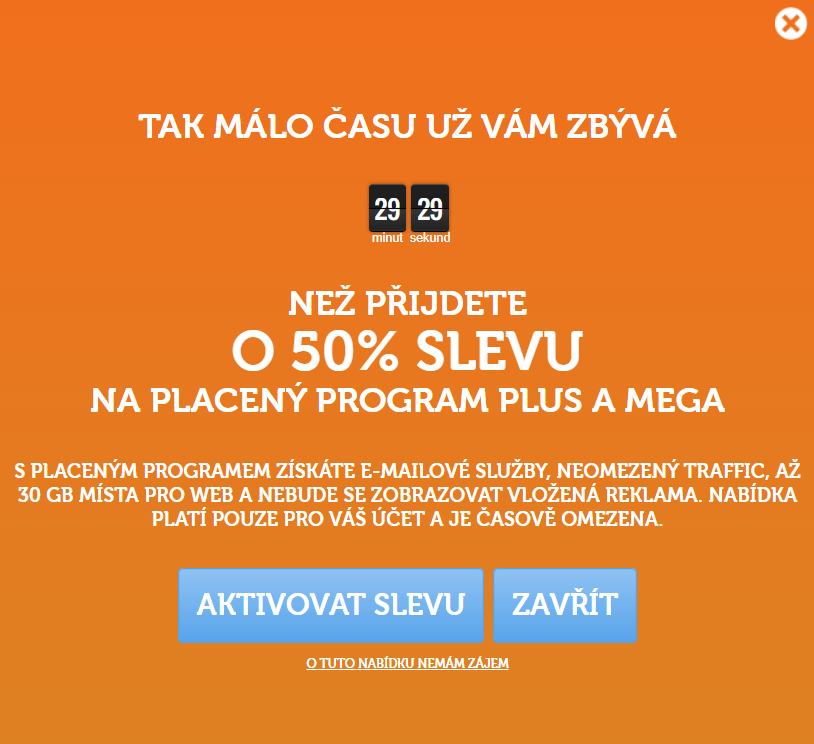 TAK MÁLO ČASU UŽ VÁM ZBÝVÁ
29 29
minut sekund
NEŽ PŘIJDETE
O 50% SLEVU
NA PLACENÝ PROGRAM PLUS A MEGA
S PLACENÝM PROGRAMEM ZÍSKÁTE E-MAILOVÉ SLUŽBY, NEOMEZENÝ TRAFFIC, AŽ
30 GB MÍSTA PRO WEB A NEBUDE SE ZOBRAZOVAT VLOŽENÁ REKLAMA. NABÍDKA
PLATÍ POUZE PRO VÁŠ ÚČET A JE ČASOVĚ OMEZENA.
AKTIVOVAT SLEVU ZAVŘÍT
O TUTO NABÍDKU NEMÁM ZÁJEM